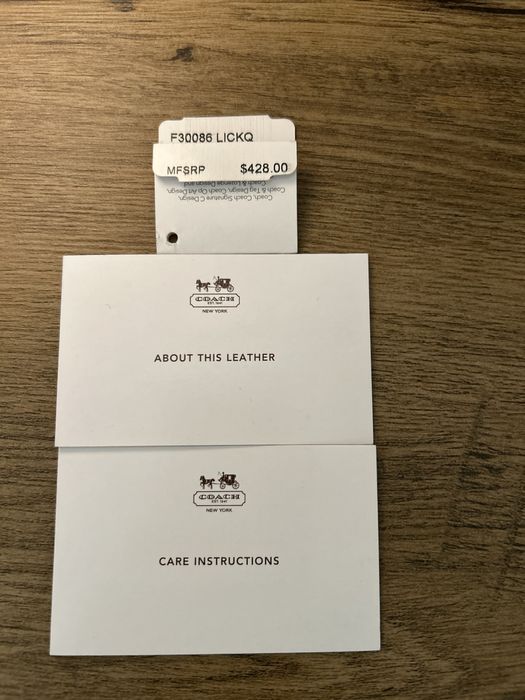 F30086 LICKQ
MFSRP $428.00
Coach, Coach Signature C Design,
Coach & Tag Design, Coach Op Art Design,
Coach & Lozenge Design and
COACH
EST. 1941
NEW YORK
ABOUT THIS LEATHER
COACH
EST. 1941
NEW YORK
CARE INSTRUCTIONS